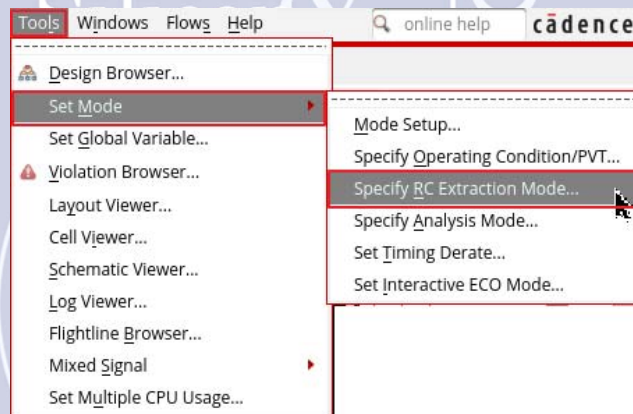 Tools Windows Flows Help online help cādence
Design Browser...
Set Mode
Set Global Variable...
Violation Browser...
Layout Viewer...
Cell Viewer...
Schematic Viewer...
Log Viewer...
Flightline Browser...
Mixed Signal
Set Multiple CPU Usage...
Mode Setup...
Specify Operating Condition/PVT...
Specify RC Extraction Mode...
Specify Analysis Mode...
Set Timing Derate...
Set Interactive ECO Mode...